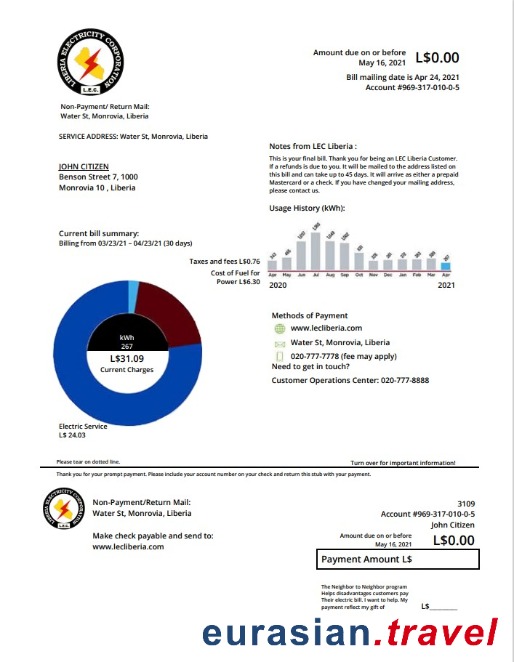 LIBERIA ELECTRICITY CORPORATION
L.E.C.
Amount due on or before
May 16, 2021
L$0.00
Bill mailing date is Apr 24, 2021
Account #969-317-010-0-5
Non-Payment/ Return Mail:
Water St, Monrovia, Liberia
SERVICE ADDRESS: Water St, Monrovia, Liberia
JOHN CITIZEN
Benson Street 7, 1000
Monrovia 10 , Liberia
Notes from LEC Liberia :
This is your final bill. Thank you for being an LEC Liberia Customer.
If a refunds is due to you. It will be mailed to the address listed on
this bill and can take up to 45 days. It will arrive as either a prepaid
Mastercard or a check. If you have changed your mailing address,
please contact us.
Usage History (kWh):
Apr May Jun Jul Aug Sep Oct Nov Dec Jan Feb Mar Apr
2020
2021
Current bill summary:
Billing from 03/23/21 – 04/23/21 (30 days)
Taxes and fees L$0.76
Cost of Fuel for
Power L$6.30
kWh
267
L$31.09
Current Charges
Electric Service
L$ 24.03
Methods of Payment
www.lecliberia.com
Water St, Monrovia, Liberia
020-777-7778 (fee may apply)
Need to get in touch?
Customer Operations Center: 020-777-8888
Please tear on dotted line.
Turn over for important information!
Thank you for your prompt payment. Please include your account number on your check and return this stub with your payment.
LIBERIA ELECTRICITY CORPORATION
L.E.C.
Non-Payment/Return Mail:
Water St, Monrovia, Liberia
Make check payable and send to:
www.lecliberia.com
3109
Account #969-317-010-0-5
John Citizen
Amount due on or before
May 16, 2021
L$0.00
Payment Amount L$
The Neighbor to Neighbor program
Helps disadvantages customers pay
Their electric bill. I want to help. My
payment reflect my gift of
L$________
eurasian.travel